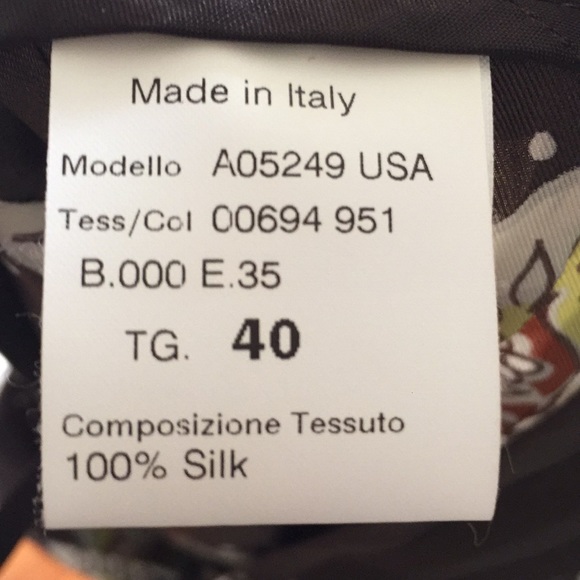 Made in Italy
Modello A05249 USA
Tess/Col 00694 951
B.000 E.35
TG. 40
Composizione Tessuto
100% Silk